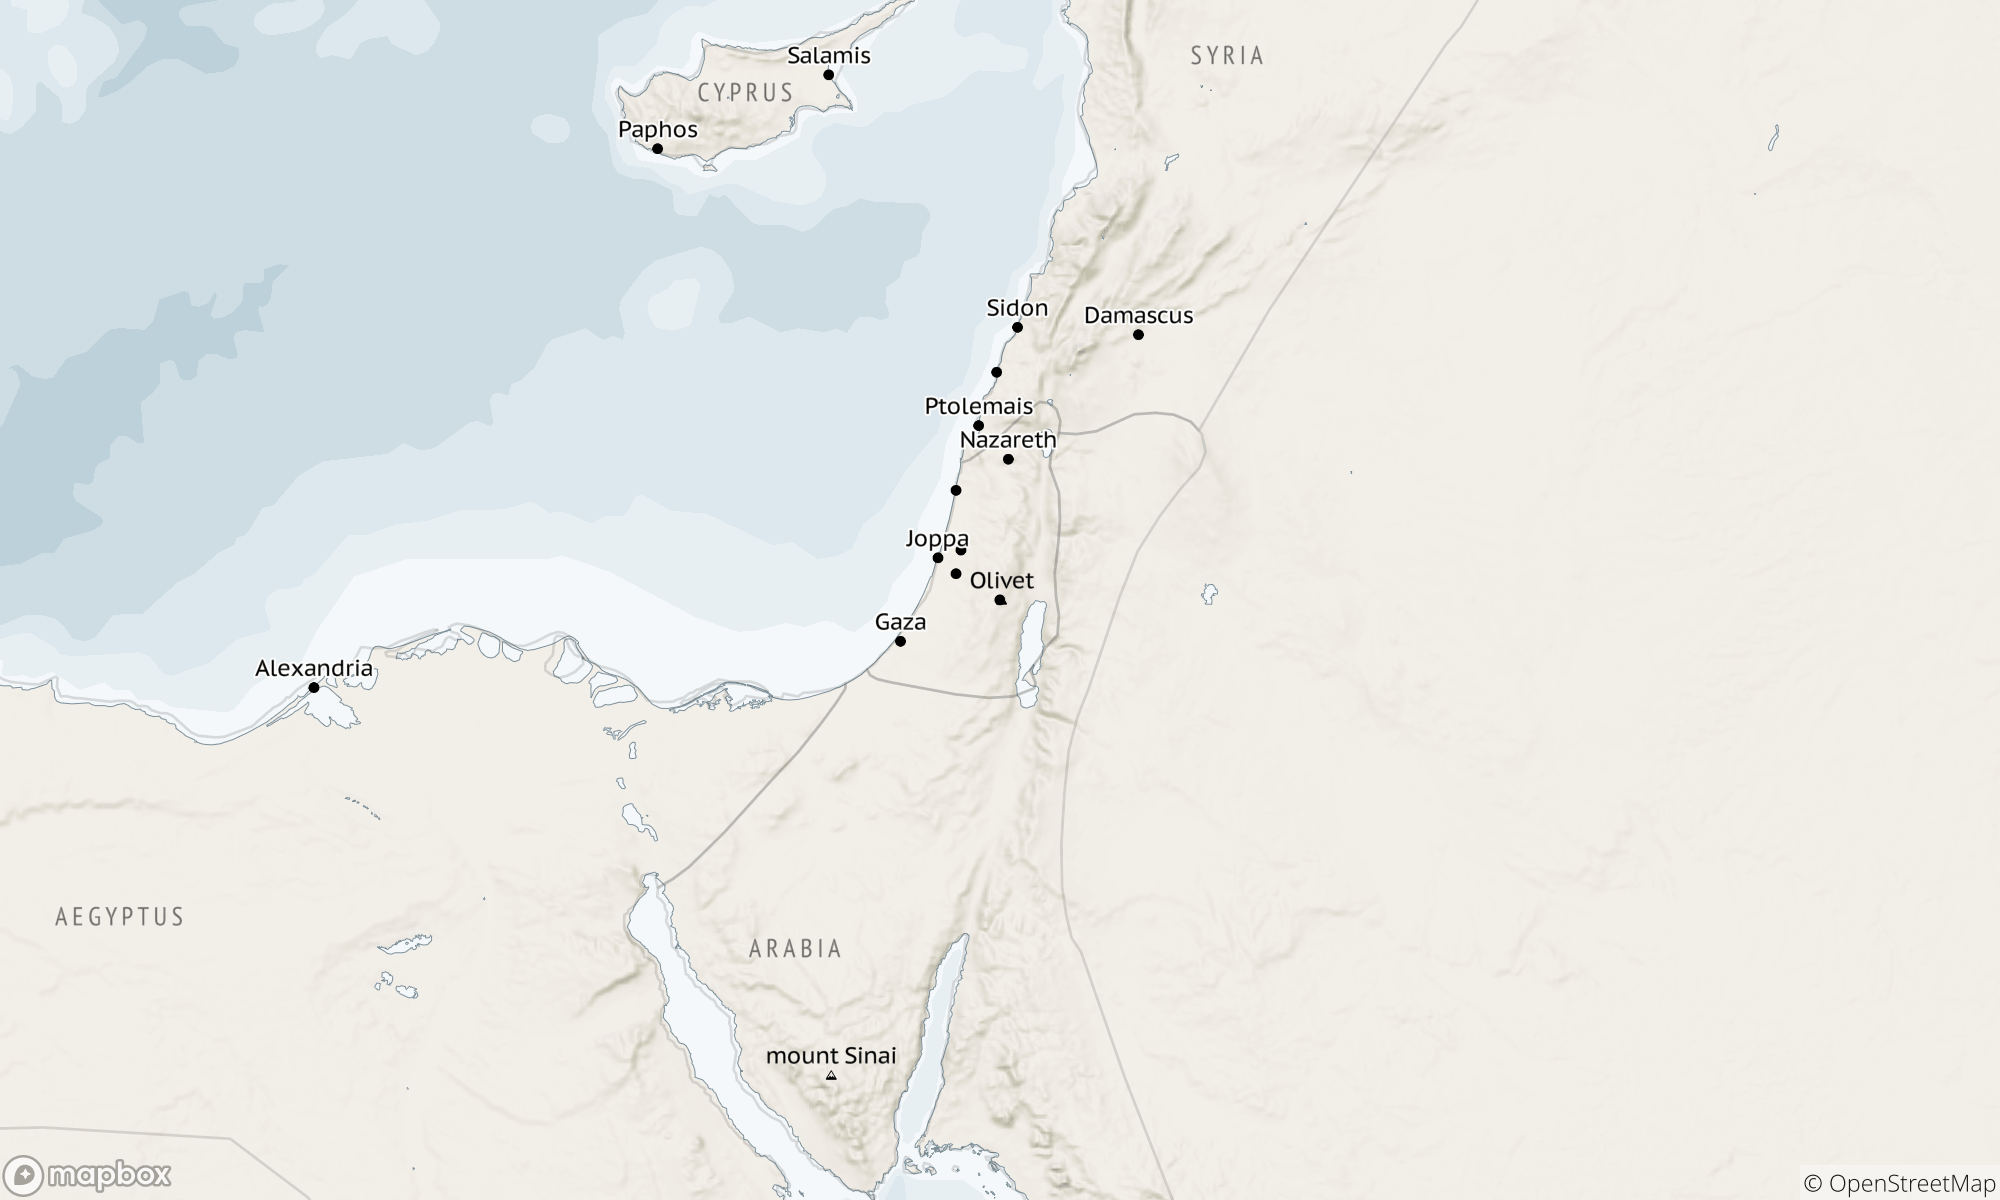 Salamis
SYRIA
CYPRUS
Paphos
Sidon
Damascus
Ptolemais
Nazareth
Joppa
Olivet
Gaza
Alexandria
AEGYPTUS
ARABIA
mount Sinai
mapbox
© OpenStreetMap